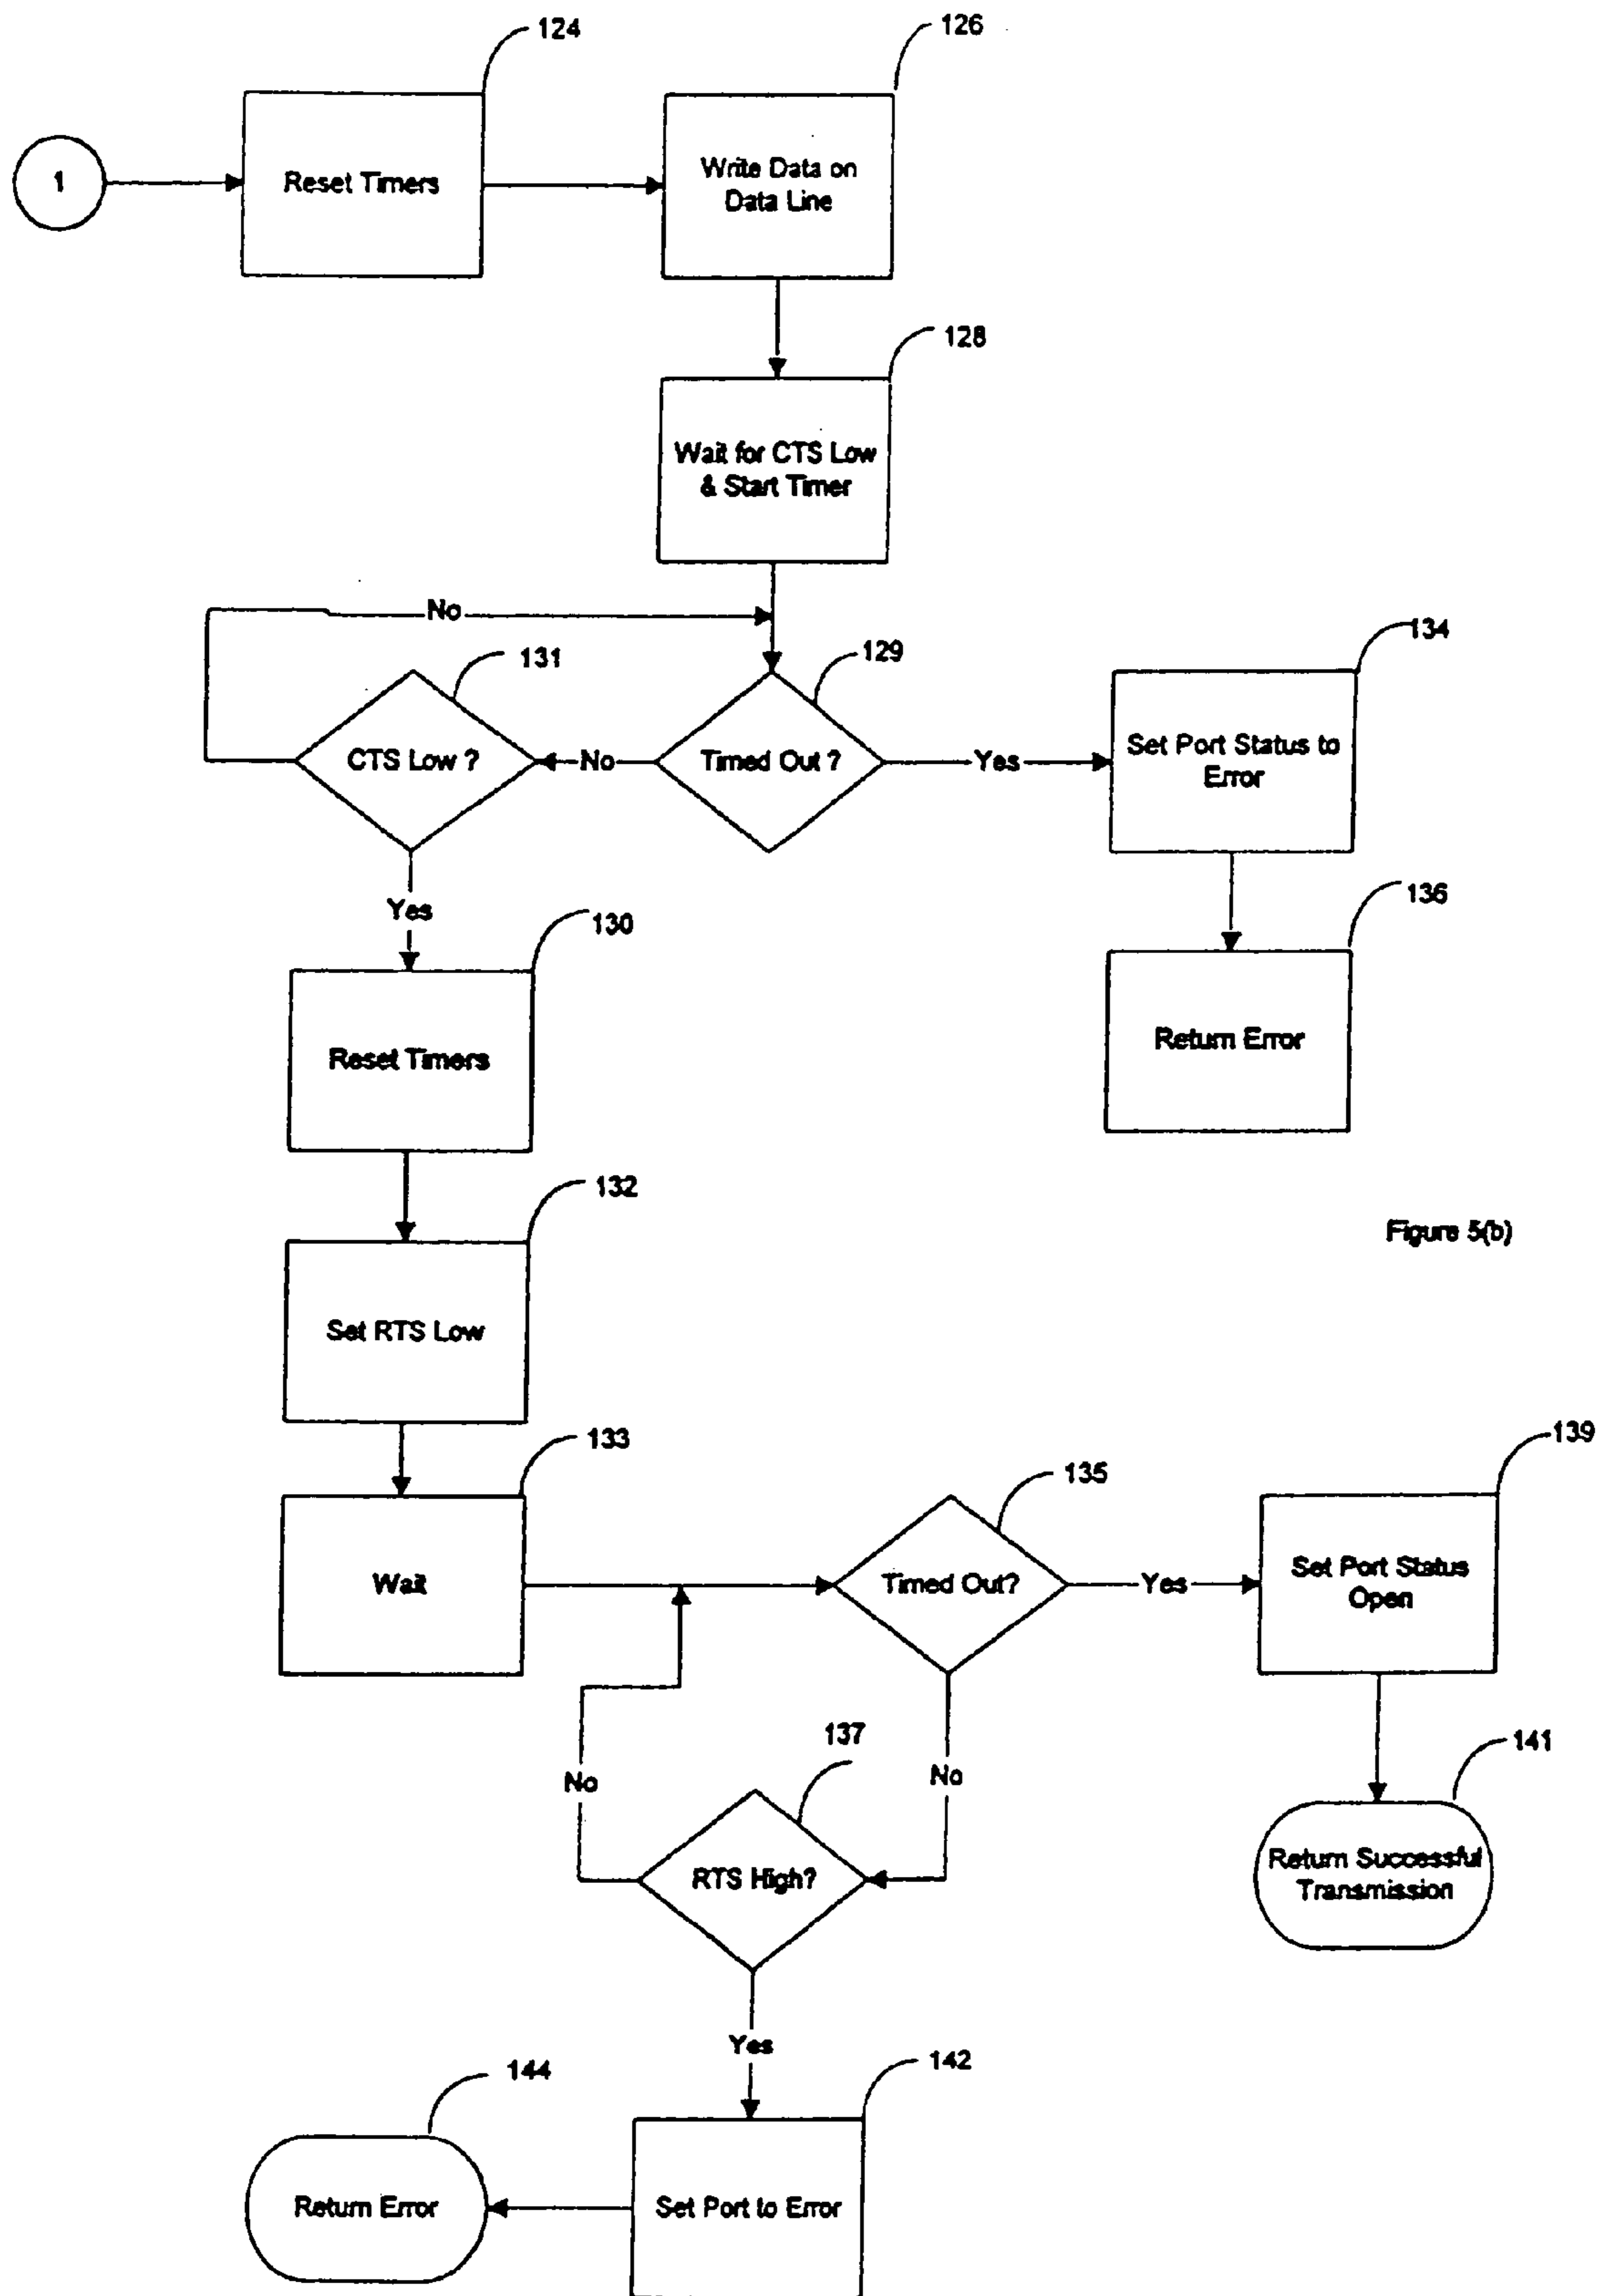 124
126
1
Reset Timers
Write Data on
Data Line
128
Wait for CTS Low
& Start Timer
No
131
129
134
CTS Low ?
No
Timed Out ?
Yes
Set Port Status to
Error
Yes
130
136
Reset Timers
Return Error
132
Figure 5(b)
Set RTS Low
133
135
139
Wait
Timed Out?
Yes
Set Port Status
Open
137
141
No
No
RTS High?
Return Successful
Transmission
Yes
144
142
Return Error
Set Port to Error